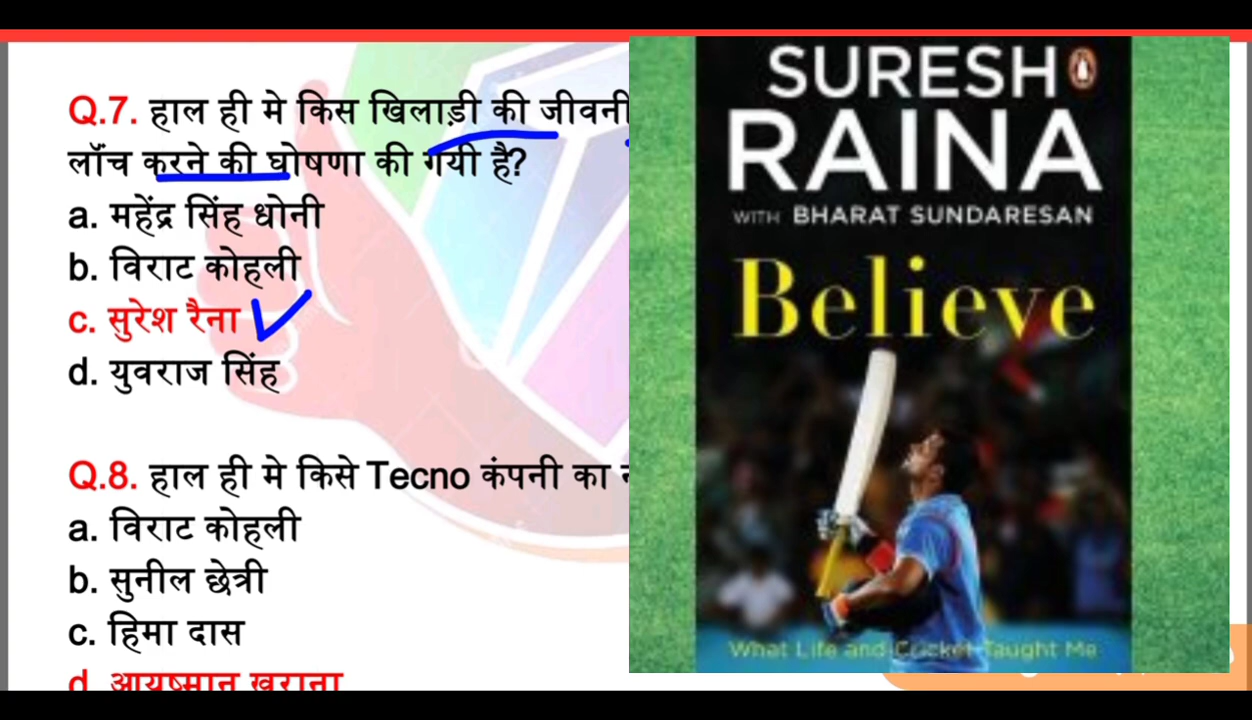 Q.7. हाल ही मे किस खिलाड़ी की जीवनी
लॉंच करने की घोषणा की गयी है?
a. महेंद्र सिंह धोनी
b. विराट कोहली
c. सुरेश रैना
d. युवराज सिंह
Q.8. हाल ही मे किसे Tecno कंपनी का
a. विराट कोहली
b. सुनील छेत्री
c. हिमा दास
d. आयुष्मान खुराना
SURESH
RAINA
WITH BHARAT SUNDARESAN
Believe
What Life and Cricket Taught Me